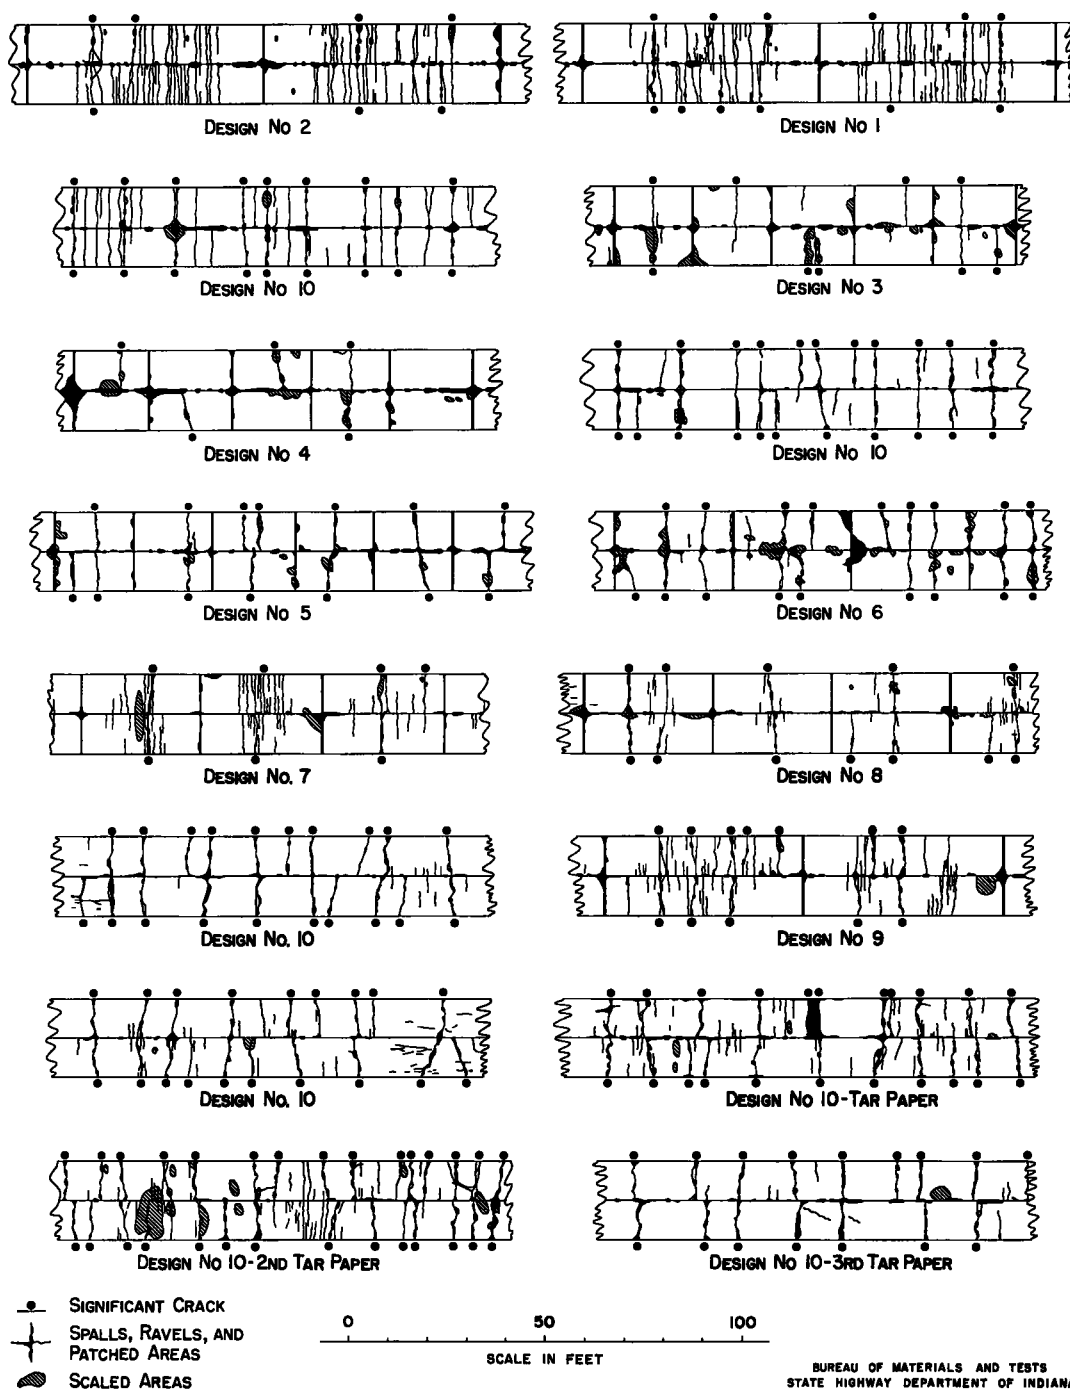 DESIGN NO 2
DESIGN NO 1
DESIGN NO 10
DESIGN NO 3
DESIGN NO 4
DESIGN NO 10
DESIGN NO 5
DESIGN NO 6
DESIGN NO. 7
DESIGN NO 8
DESIGN NO. 10
DESIGN NO 9
DESIGN NO. 10
DESIGN NO 10-TAR PAPER
DESIGN NO 10-2ND TAR PAPER
DESIGN NO 10-3RD TAR PAPER
SIGNIFICANT CRACK
SPALLS, RAVELS, AND
PATCHED AREAS
SCALED AREAS
0 50 100
SCALE IN FEET
BUREAU OF MATERIALS AND TESTS
STATE HIGHWAY DEPARTMENT OF INDIANA